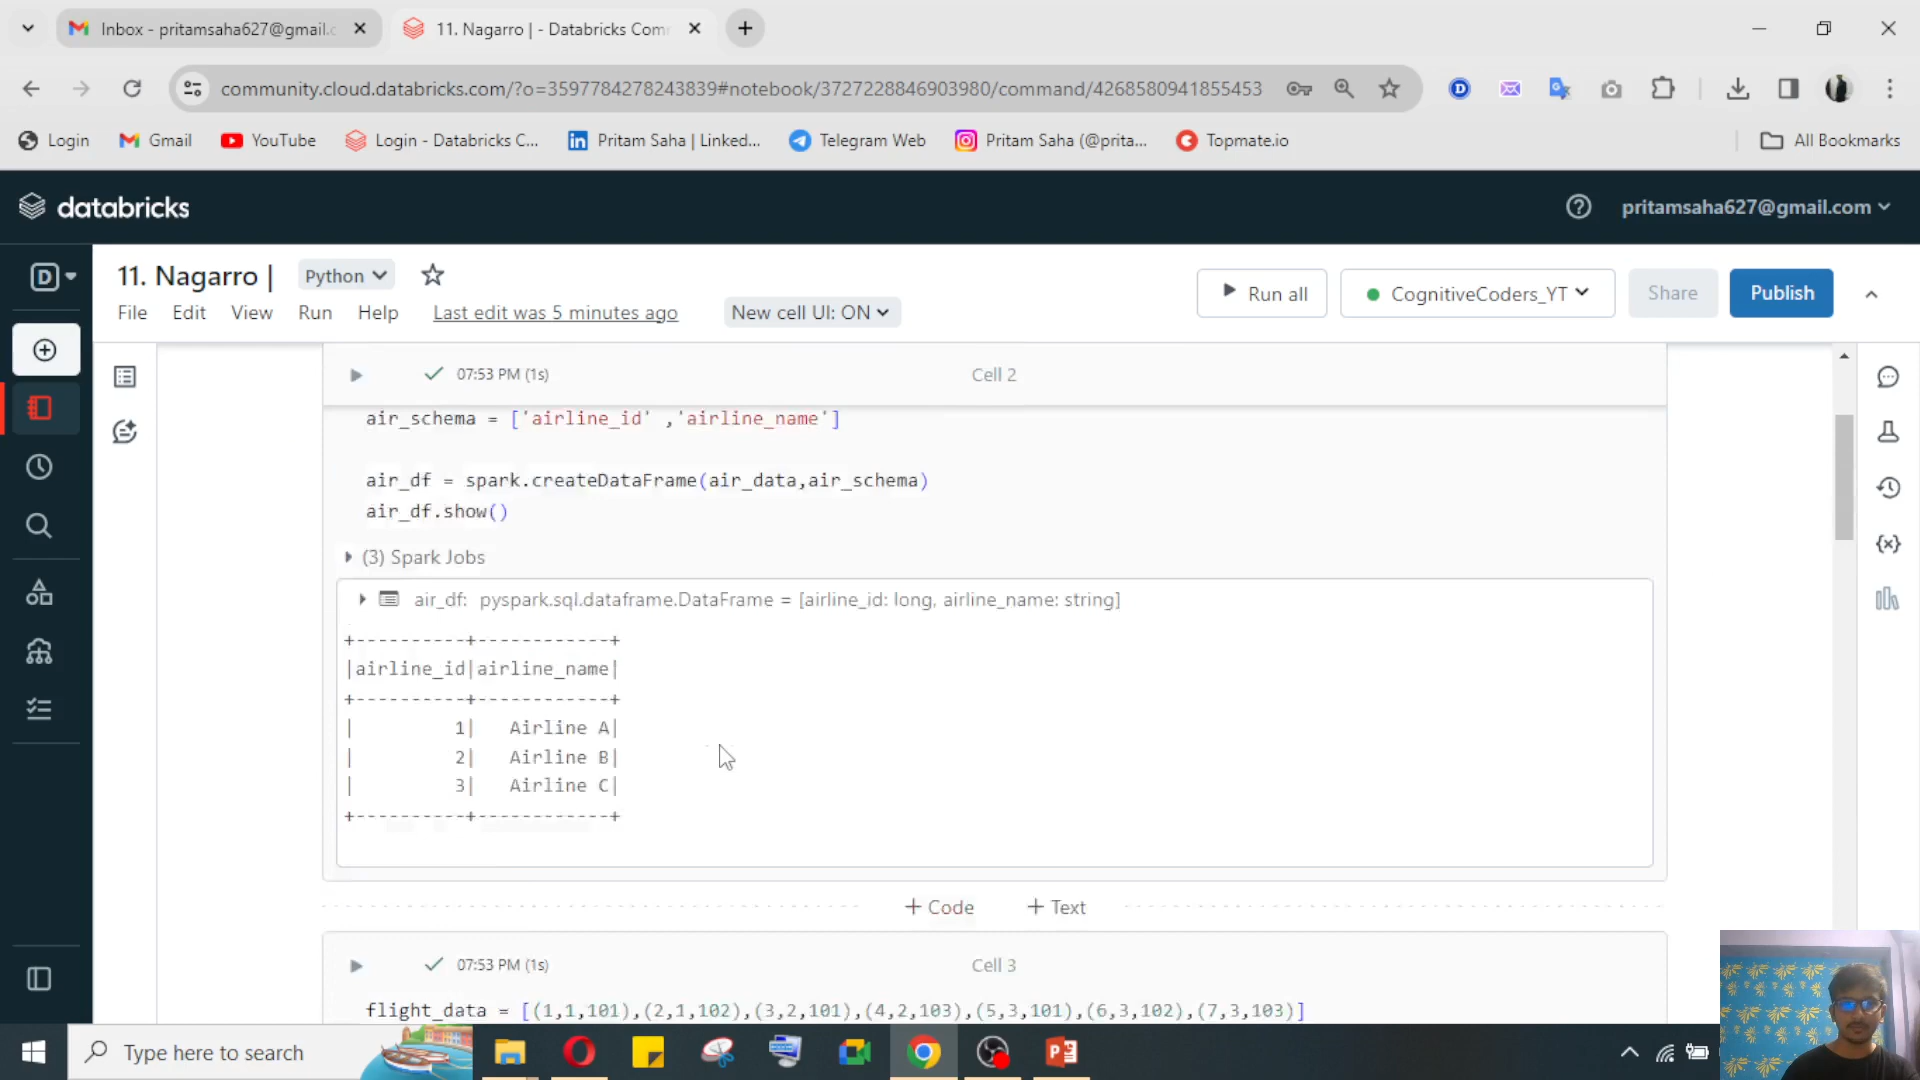 Inbox - pritamsaha627@gmail.c
11. Nagarro | - Databricks Com
community.cloud.databricks.com/?o=3597784278243839#notebook/3727228846903980/command/4268580941855453
Login
Gmail
YouTube
Login - Databricks C...
Pritam Saha | Linked...
Telegram Web
Pritam Saha (@prita...
Topmate.io
All Bookmarks
databricks
pritamsaha627@gmail.com
D
11. Nagarro |
Python
File Edit View Run Help
Last edit was 5 minutes ago
New cell UI: ON
Run all
CognitiveCoders_YT
Share
Publish
07:53 PM (1s)
Cell 2
air_schema = ['airline_id' ,'airline_name']
air_df = spark.createDataFrame(air_data,air_schema)
air_df.show()
(3) Spark Jobs
air_df: pyspark.sql.dataframe.DataFrame = [airline_id: long, airline_name: string]
+----------+------------+
|airline_id|airline_name|
+----------+------------+
|         1|   Airline A|
|         2|   Airline B|
|         3|   Airline C|
+----------+------------+
+ Code
+ Text
07:53 PM (1s)
Cell 3
flight_data = [(1,1,101),(2,1,102),(3,2,101),(4,2,103),(5,3,101),(6,3,102),(7,3,103)]
Type here to search